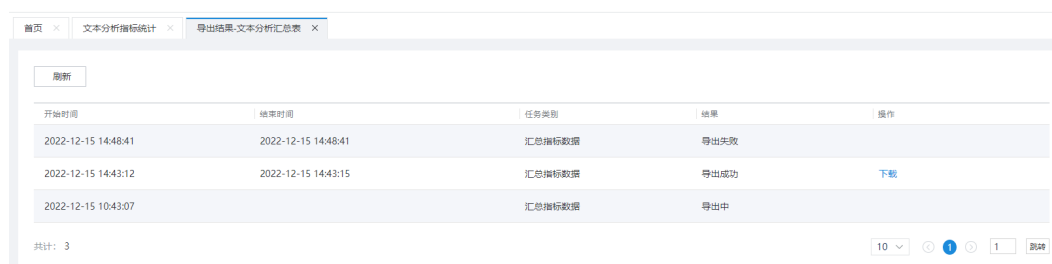 首页 × 文本分析指标统计 × 导出结果-文本分析汇总表 ×
刷新
开始时间 结束时间 任务类别 结果 操作
2022-12-15 14:48:41 2022-12-15 14:48:41 汇总指标数据 导出失败
2022-12-15 14:43:12 2022-12-15 14:43:15 汇总指标数据 导出成功 下载
2022-12-15 10:43:07 汇总指标数据 导出中
共计: 3 10 1 1 跳转